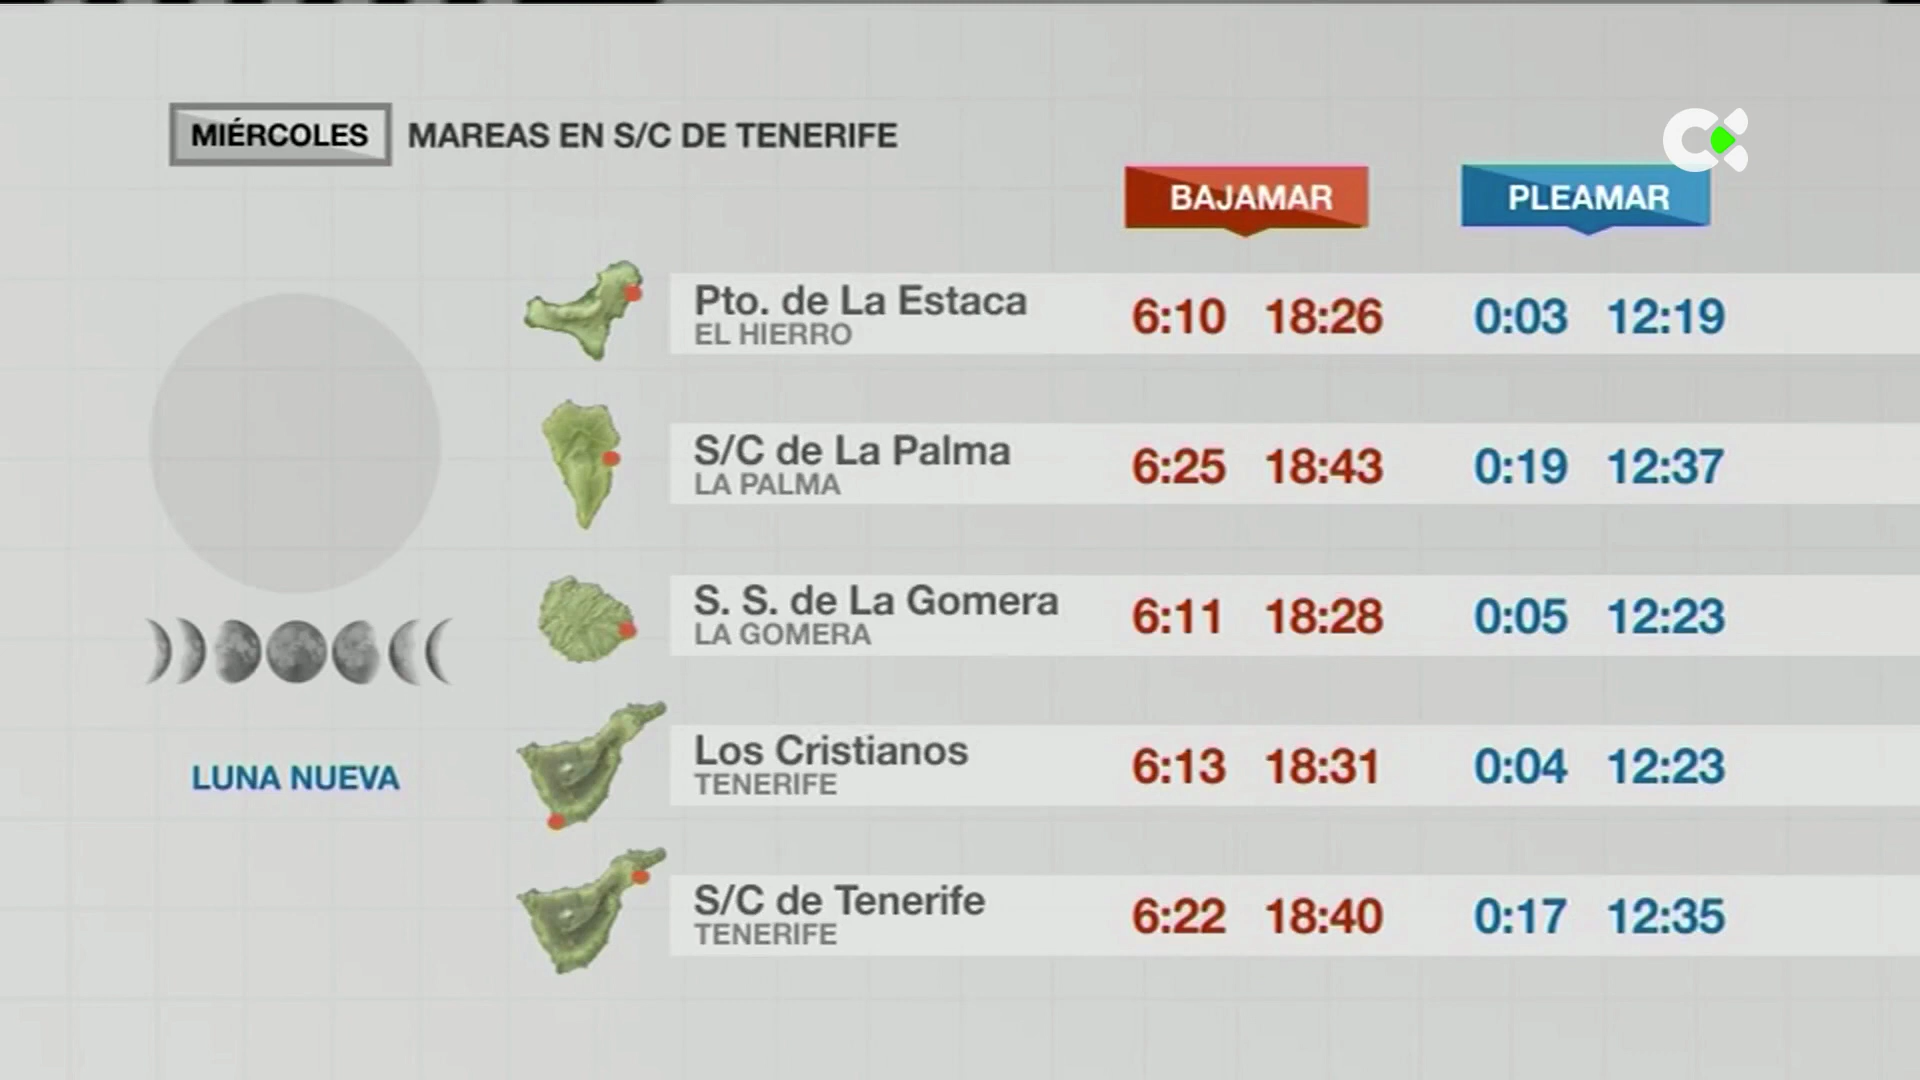 MIÉRCOLES MAREAS EN S/C DE TENERIFE
BAJAMAR PLEAMAR
Pto. de La Estaca 6:10 18:26 0:03 12:19
EL HIERRO
S/C de La Palma 6:25 18:43 0:19 12:37
LA PALMA
S. S. de La Gomera 6:11 18:28 0:05 12:23
LA GOMERA
Los Cristianos 6:13 18:31 0:04 12:23
TENERIFE
LUNA NUEVA
S/C de Tenerife 6:22 18:40 0:17 12:35
TENERIFE